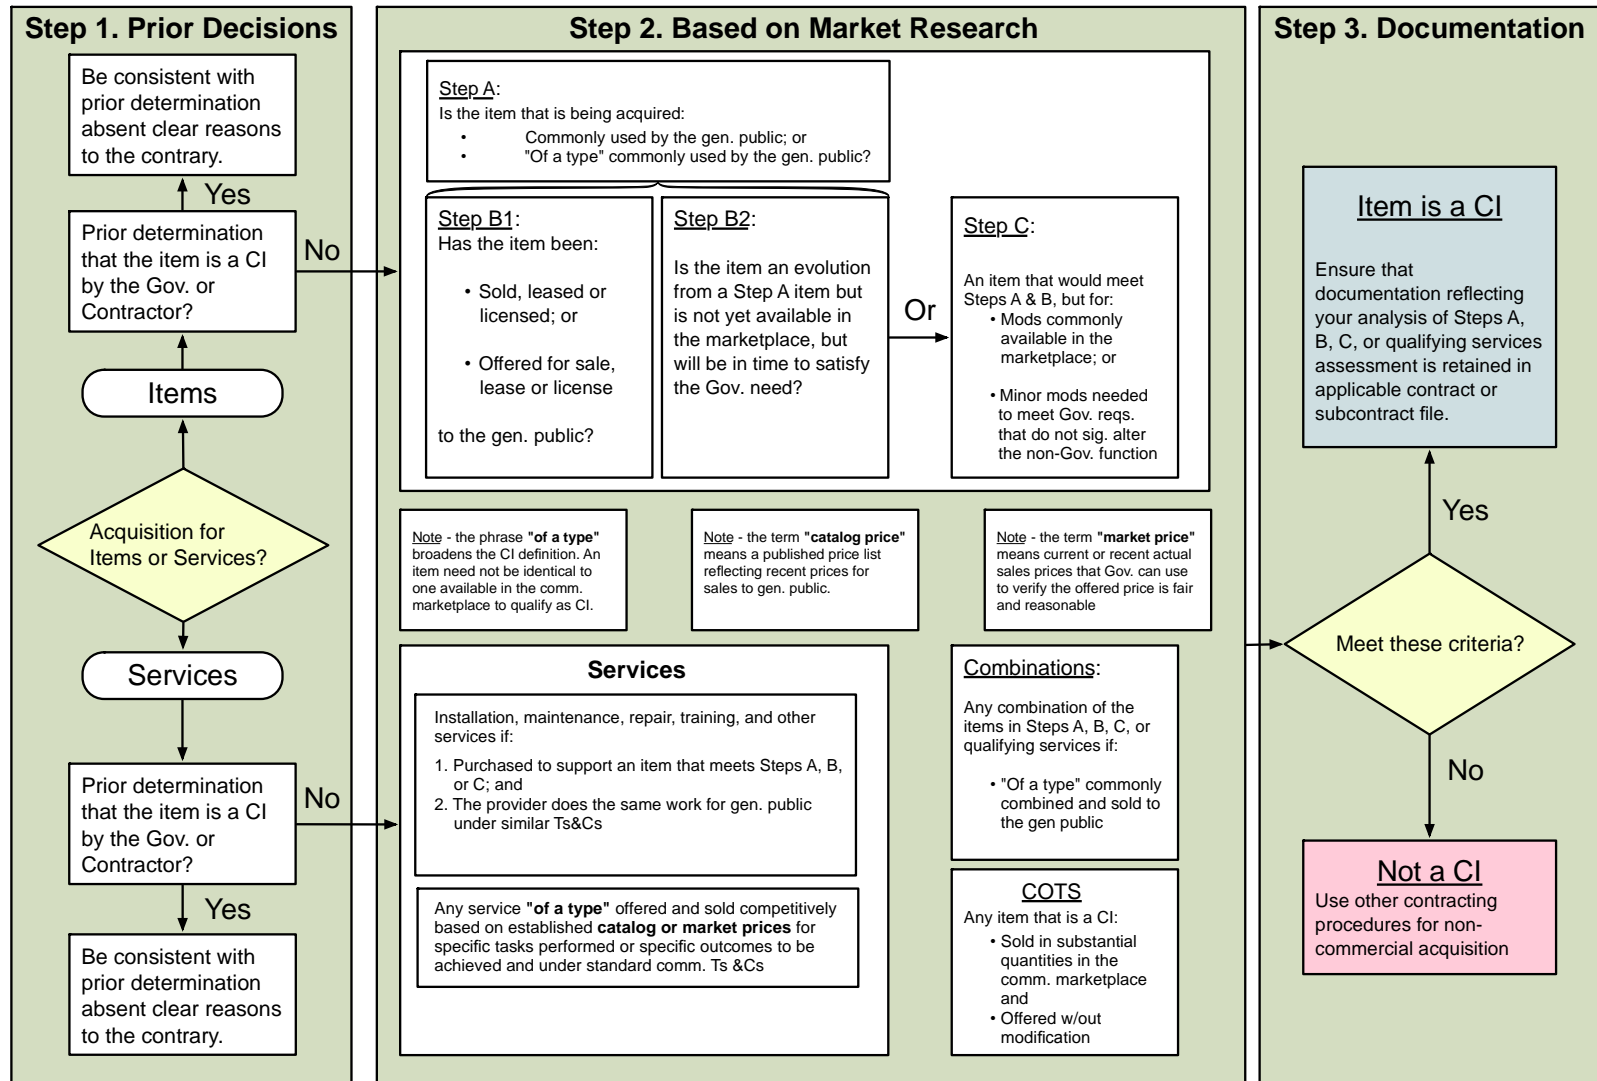 Step 1. Prior Decisions
Be consistent with
prior determination
absent clear reasons
to the contrary.
Yes
Prior determination
that the item is a CI
by the Gov. or
Contractor?
No
Items
Acquisition for
Items or Services?
Services
Prior determination
that the item is a CI
by the Gov. or
Contractor?
No
Yes
Be consistent with
prior determination
absent clear reasons
to the contrary.
Step 2. Based on Market Research
Step A:
Is the item that is being acquired:
• Commonly used by the gen. public; or
• "Of a type" commonly used by the gen. public?
Step B1:
Has the item been:
• Sold, leased or
licensed; or
• Offered for sale,
lease or license
to the gen. public?
Step B2:
Is the item an evolution
from a Step A item but
is not yet available in
the marketplace, but
will be in time to satisfy
the Gov. need?
Or
Step C:
An item that would meet
Steps A & B, but for:
• Mods commonly
available in the
marketplace; or
• Minor mods needed
to meet Gov. reqs.
that do not sig. alter
the non-Gov. function
Note - the phrase "of a type"
broadens the CI definition. An
item need not be identical to
one available in the comm.
marketplace to qualify as CI.
Note - the term "catalog price"
means a published price list
reflecting recent prices for
sales to gen. public.
Note - the term "market price"
means current or recent actual
sales prices that Gov. can use
to verify the offered price is fair
and reasonable
Services
Installation, maintenance, repair, training, and other
services if:
1. Purchased to support an item that meets Steps A, B,
or C; and
2. The provider does the same work for gen. public
under similar Ts&Cs
Any service "of a type" offered and sold competitively
based on established catalog or market prices for
specific tasks performed or specific outcomes to be
achieved and under standard comm. Ts &Cs
Combinations:
Any combination of the
items in Steps A, B, C, or
qualifying services if:
• "Of a type" commonly
combined and sold to
the gen public
COTS
Any item that is a CI:
• Sold in substantial
quantities in the
comm. marketplace
and
• Offered w/out
modification
Step 3. Documentation
Item is a CI
Ensure that
documentation reflecting
your analysis of Steps A,
B, C, or qualifying services
assessment is retained in
applicable contract or
subcontract file.
Yes
Meet these criteria?
No
Not a CI
Use other contracting
procedures for non-
commercial acquisition